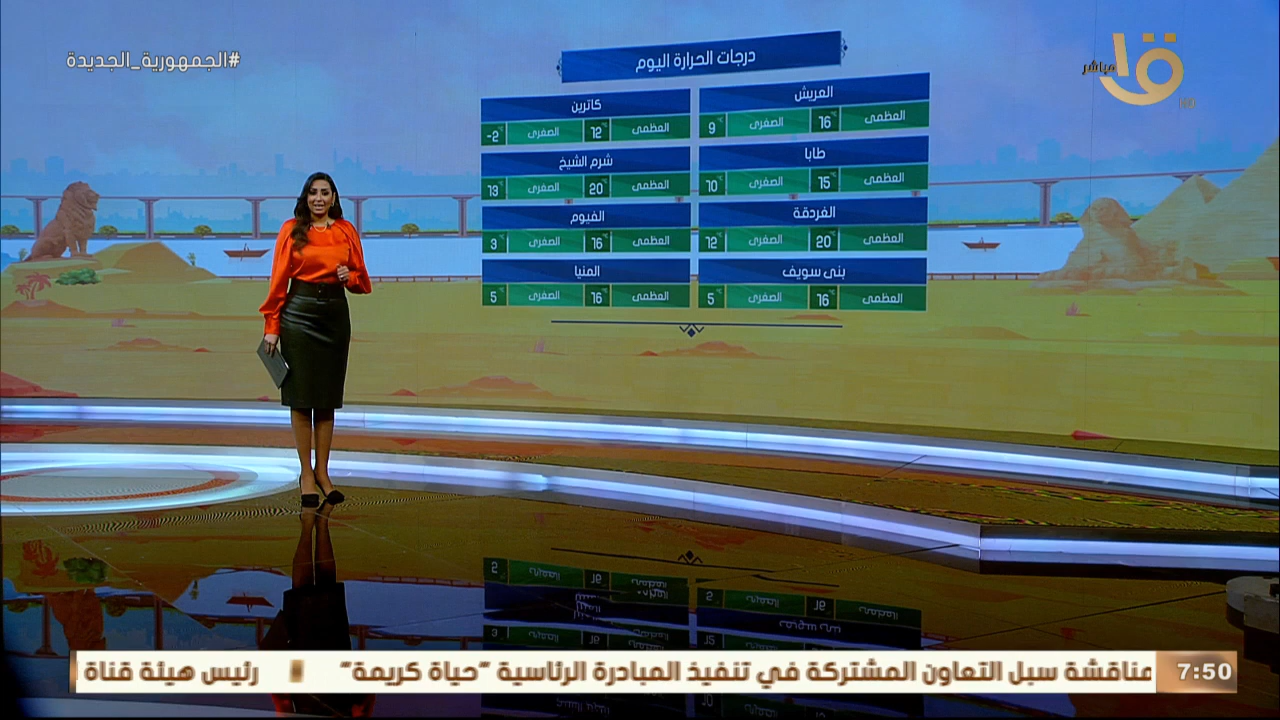 #الجمهورية_الجديدة
مباشر
HD
درجات الحرارة اليوم
العريش
العظمى 16°c الصغرى 9°c
كاترين
العظمى 12°c الصغرى -2°c
طابا
العظمى 15°c الصغرى 10°c
شرم الشيخ
العظمى 20°c الصغرى 13°c
الغردقة
العظمى 20°c الصغرى 12°c
الفيوم
العظمى 16°c الصغرى 3°c
بنى سويف
العظمى 16°c الصغرى 5°c
المنيا
العظمى 16°c الصغرى 5°c
7:50 مناقشة سبل التعاون المشتركة في تنفيذ المبادرة الرئاسية "حياة كريمة" رئيس هيئة قناة